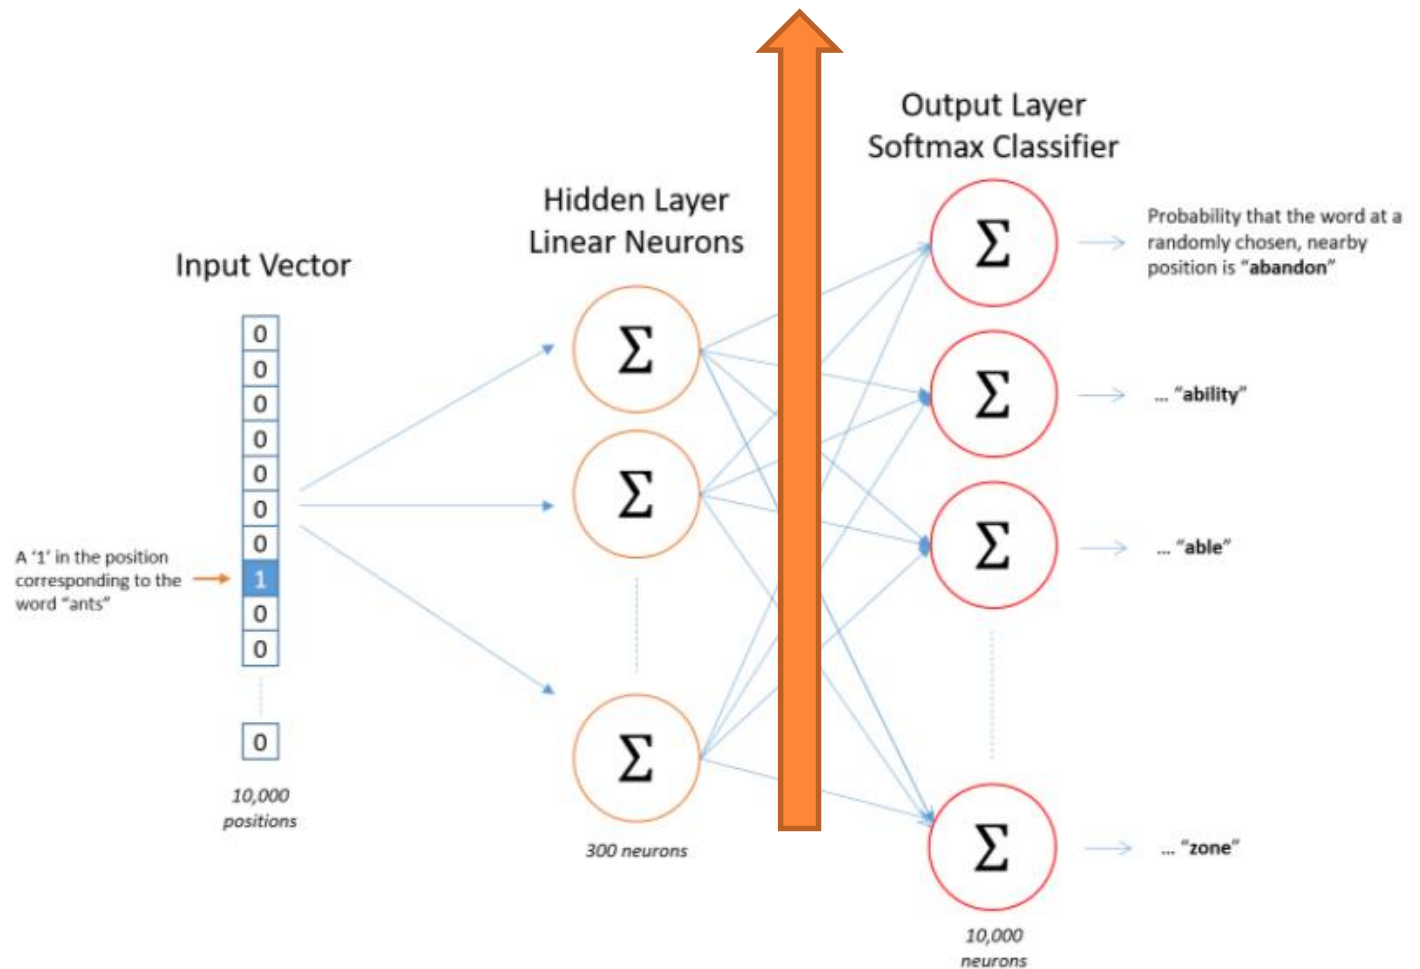 Output Layer
Softmax Classifier
Hidden Layer
Linear Neurons
Input Vector
0
0
0
0
0
0
0
1
0
0
0
A ‘1’ in the position
corresponding to the
word “ants”
10,000
positions
Σ
Σ
Σ
300 neurons
Σ
Σ
Σ
Σ
10,000
neurons
Probability that the word at a
randomly chosen, nearby
position is “abandon”
... “ability”
... “able”
... “zone”